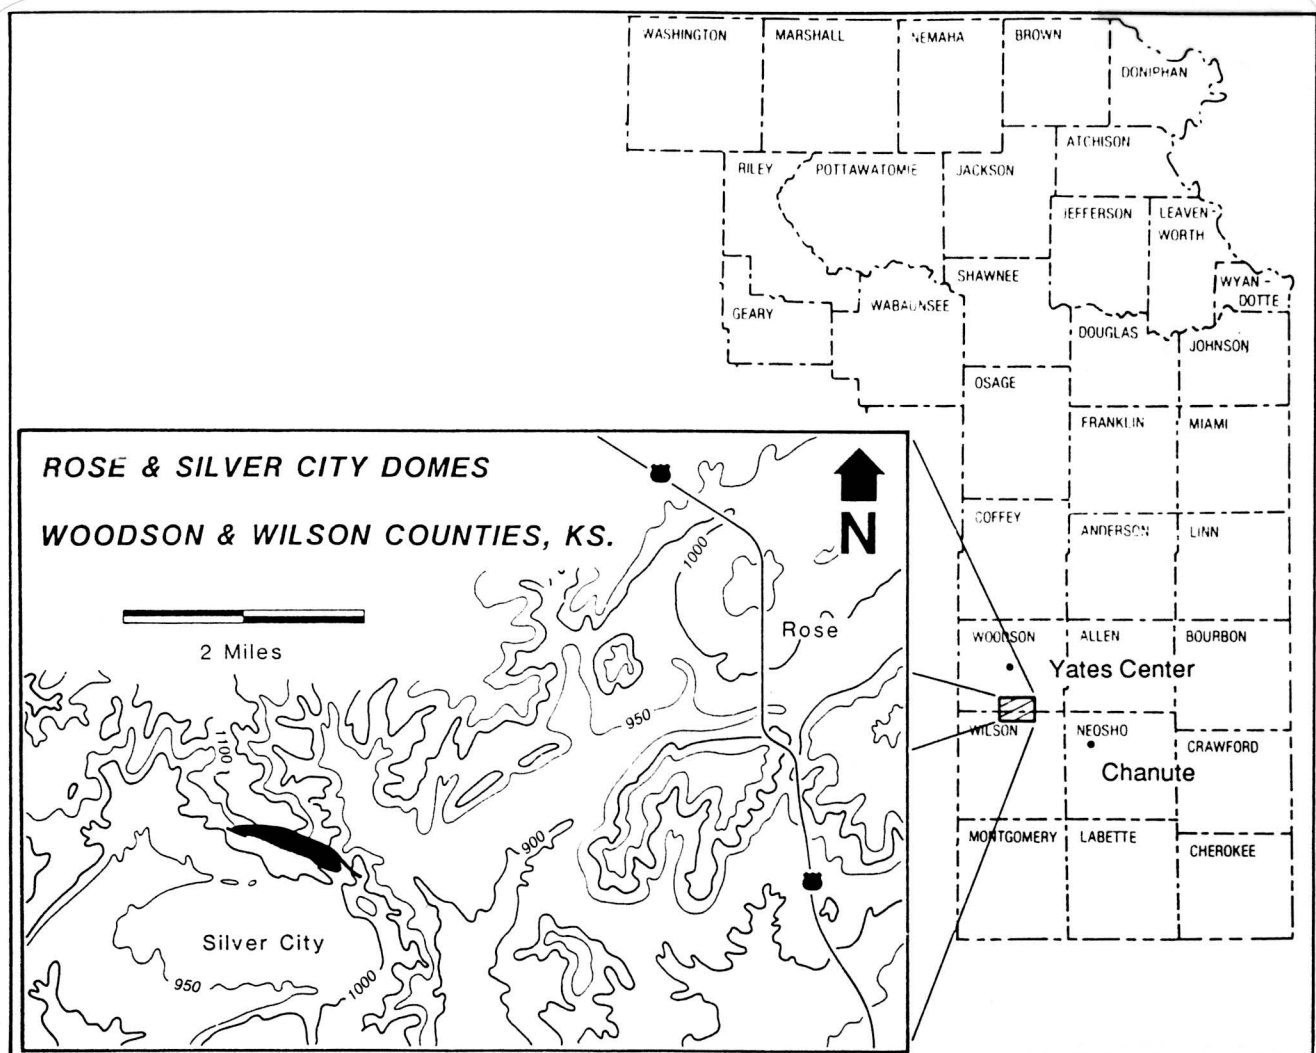 WASHINGTON
MARSHALL
NEMAHA
BROWN
DONIPHAN
ATCHISON
RILEY
POTTAWATOMIE
JACKSON
JEFFERSON
LEAVEN-
WORTH
SHAWNEE
WYAN-
DOTTE
GEARY
WABAUNSEE
DOUGLAS
JOHNSON
OSAGE
FRANKLIN
MIAMI
COFFEY
ANDERSON
LINN
WOODSON
ALLEN
BOURBON
Yates Center
WILSON
NEOSHO
CRAWFORD
Chanute
MONTGOMERY
LABETTE
CHEROKEE
ROSE & SILVER CITY DOMES
WOODSON & WILSON COUNTIES, KS.
N
2 Miles
1000
Rose
950
1100
900
Silver City
950
1000